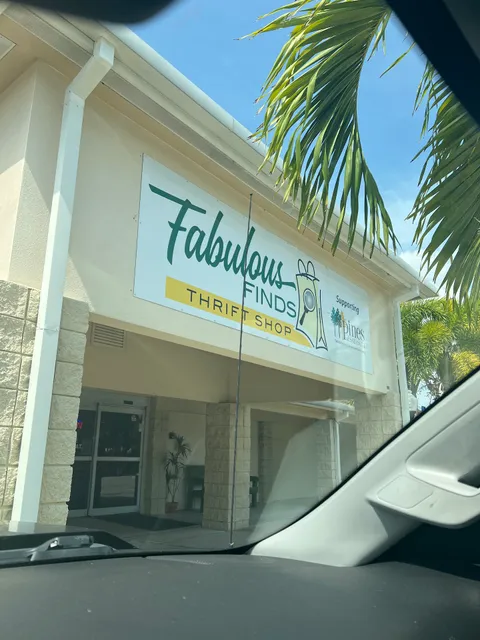 Fabulous
FINDS
THRIFT SHOP
Supporting
pines